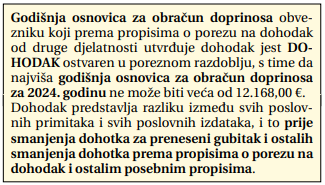 Godišnja osnovica za obračun doprinosa obve-
zniku koji prema propisima o porezu na dohodak
od druge djelatnosti utvrđuje dohodak jest DO-
HODAK ostvaren u poreznom razdoblju, s time da
najviša godišnja osnovica za obračun doprinosa
za 2024. godinu ne može biti veća od 12.168,00 €.
Dohodak predstavlja razliku između svih poslov-
nih primitaka i svih poslovnih izdataka, i to prije
smanjenja dohotka za preneseni gubitak i ostalih
smanjenja dohotka prema propisima o porezu na
dohodak i ostalim posebnim propisima.